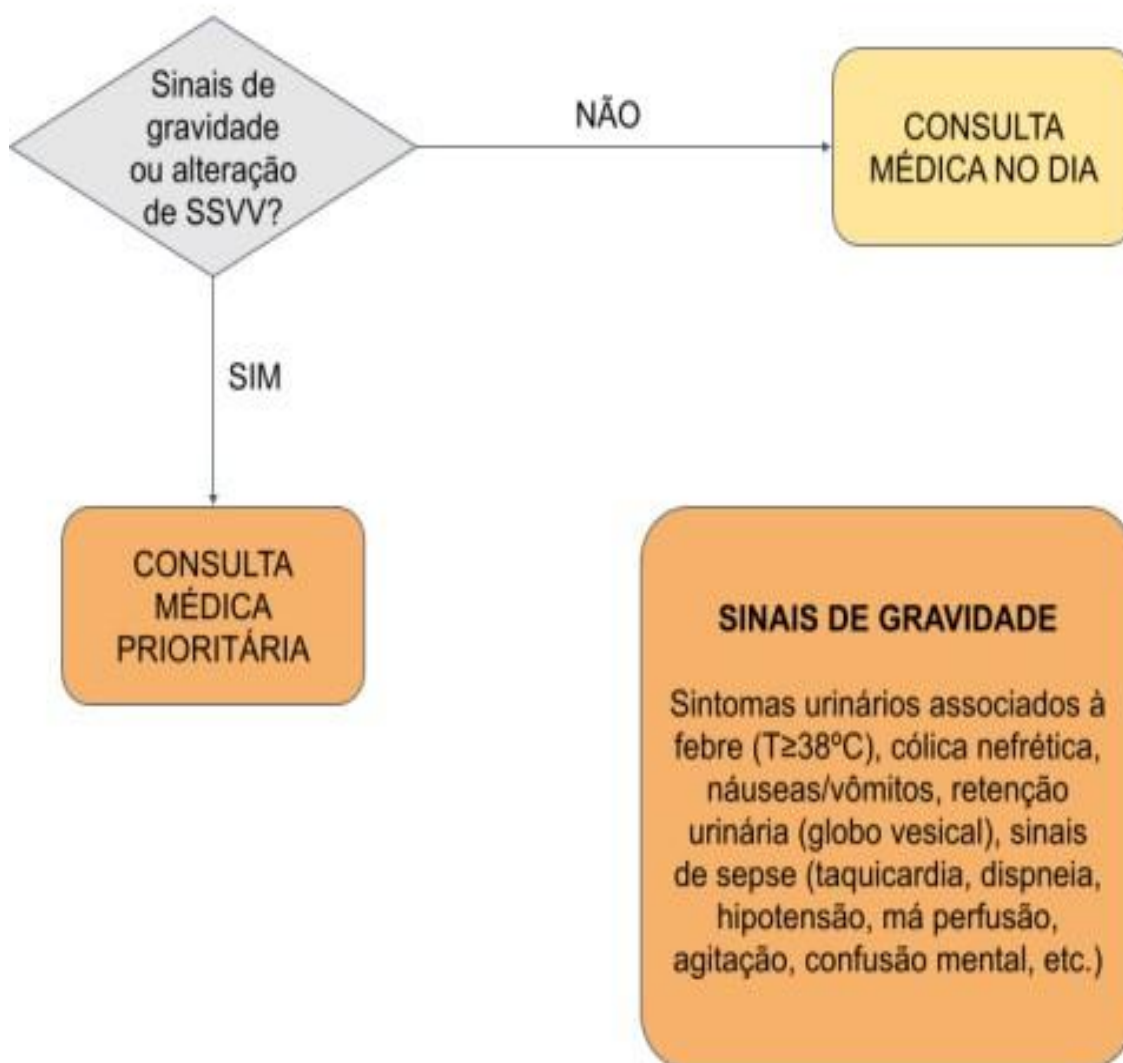 Sinais de
gravidade
ou alteração
de SSVV?
NÃO
CONSULTA
MÉDICA NO DIA
SIM
CONSULTA
MÉDICA
PRIORITÁRIA
SINAIS DE GRAVIDADE
Sintomas urinários associados à
febre (T≥38ºC), cólica nefrética,
náuseas/vômitos, retenção
urinária (globo vesical), sinais
de sepse (taquicardia, dispneia,
hipotensão, má perfusão,
agitação, confusão mental, etc.)